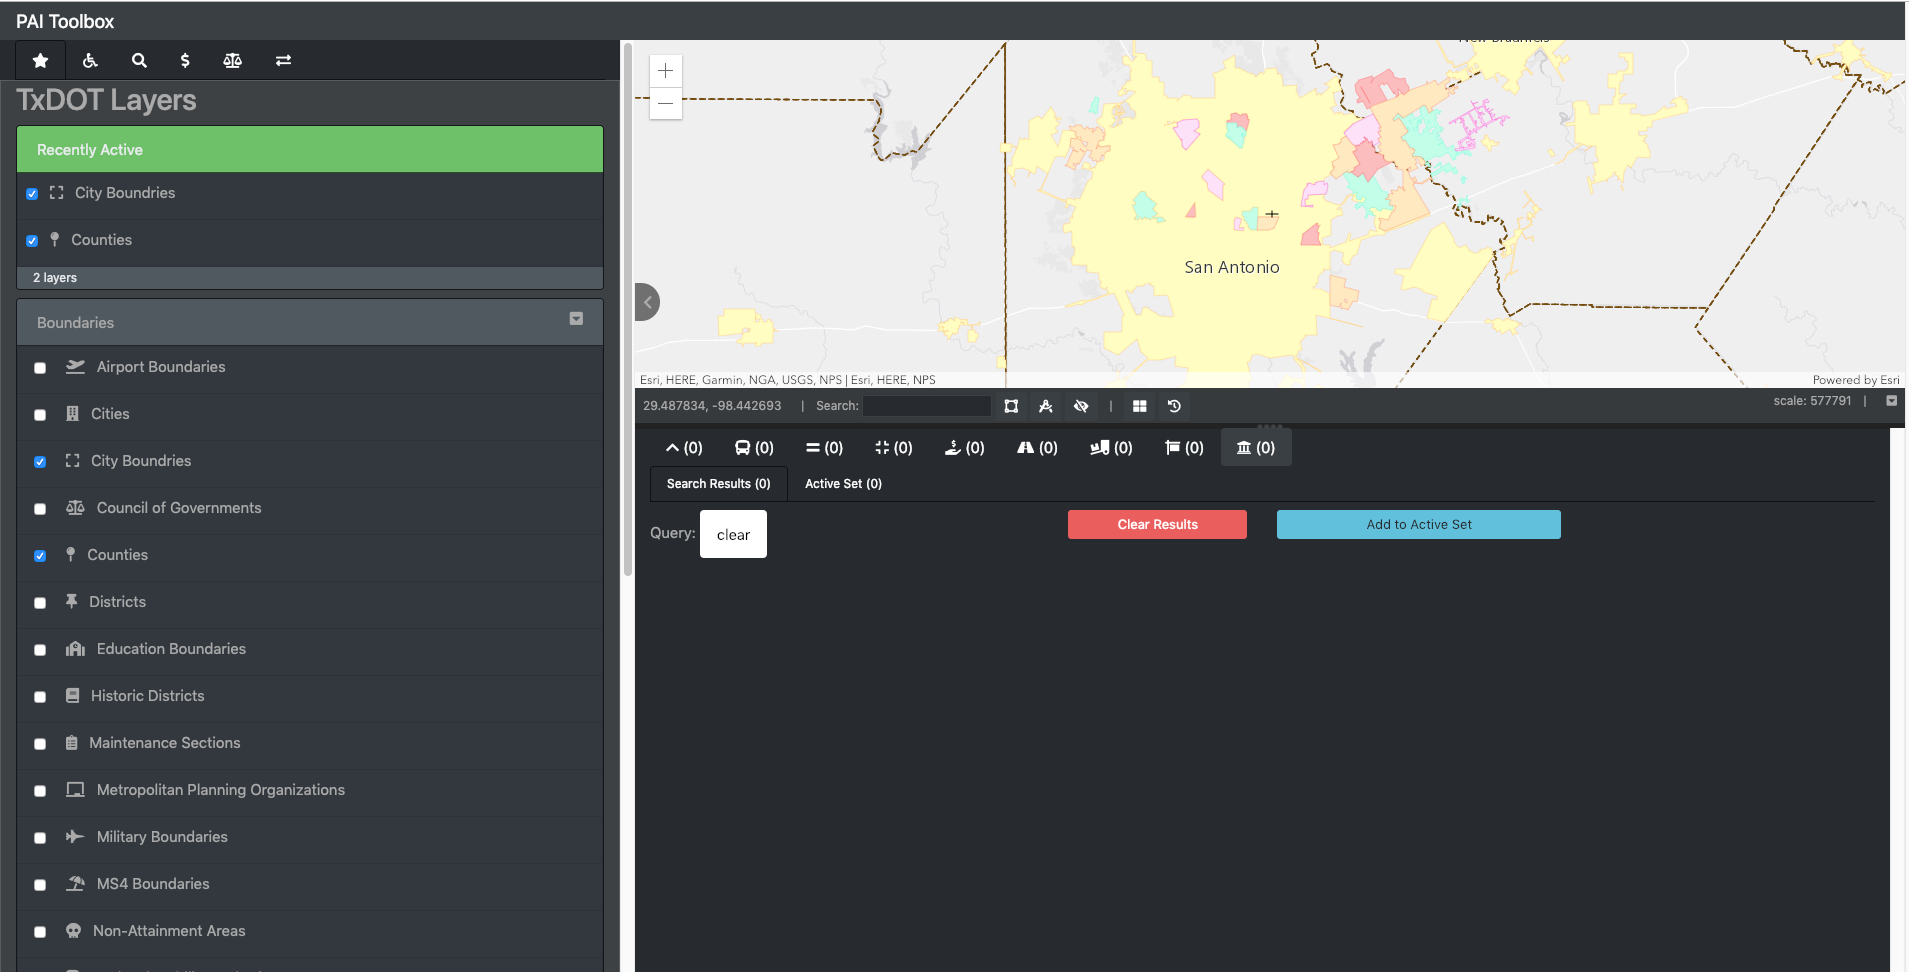 PAI Toolbox
TxDOT Layers
Recently Active
City Boundries
Counties
2 layers
Boundaries
Airport Boundaries
Cities
City Boundries
Council of Governments
Counties
Districts
Education Boundaries
Historic Districts
Maintenance Sections
Metropolitan Planning Organizations
Military Boundaries
MS4 Boundaries
Non-Attainment Areas
New Braunfels
San Antonio
Esri, HERE, Garmin, NGA, USGS, NPS | Esri, HERE, NPS
Powered by Esri
29.487834, -98.442693 | Search: |
scale: 577791 |
(0) (0) (0) (0) (0) (0) (0) (0) (0)
Search Results (0) Active Set (0)
Query: clear Clear Results Add to Active Set